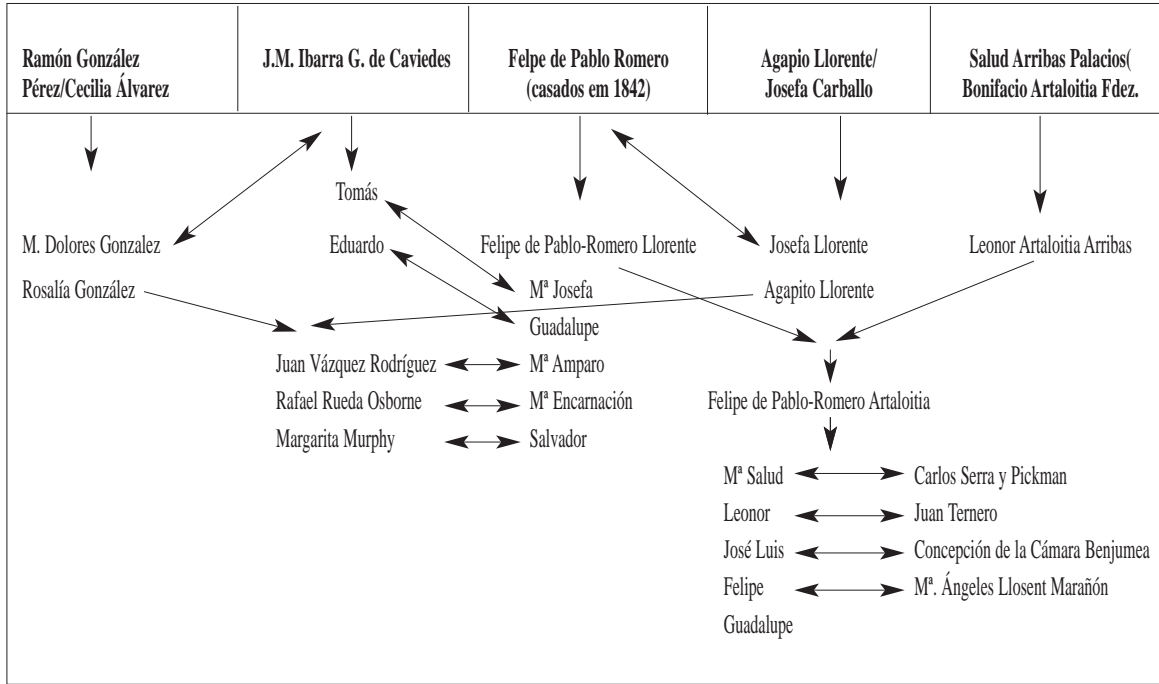 Ramón González
Pérez/Cecilia Álvarez
J.M. Ibarra G. de Caviedes
Felpe de Pablo Romero
(casados em 1842)
Agapio Llorente/
Josefa Carballo
Salud Arribas Palacios(
Bonifacio Artaloitia Fdez.
Tomás
M. Dolores Gonzalez
Eduardo
Felipe de Pablo-Romero Llorente
Josefa Llorente
Leonor Artaloitia Arribas
Rosalía González
Mª Josefa
Agapito Llorente
Guadalupe
Juan Vázquez Rodríguez
Mª Amparo
Rafael Rueda Osborne
Mª Encarnación
Felipe de Pablo-Romero Artaloitia
Margarita Murphy
Salvador
Mª Salud
Carlos Serra y Pickman
Leonor
Juan Ternero
José Luis
Concepción de la Cámara Benjumea
Felipe
Mª. Ángeles Llosent Marañón
Guadalupe